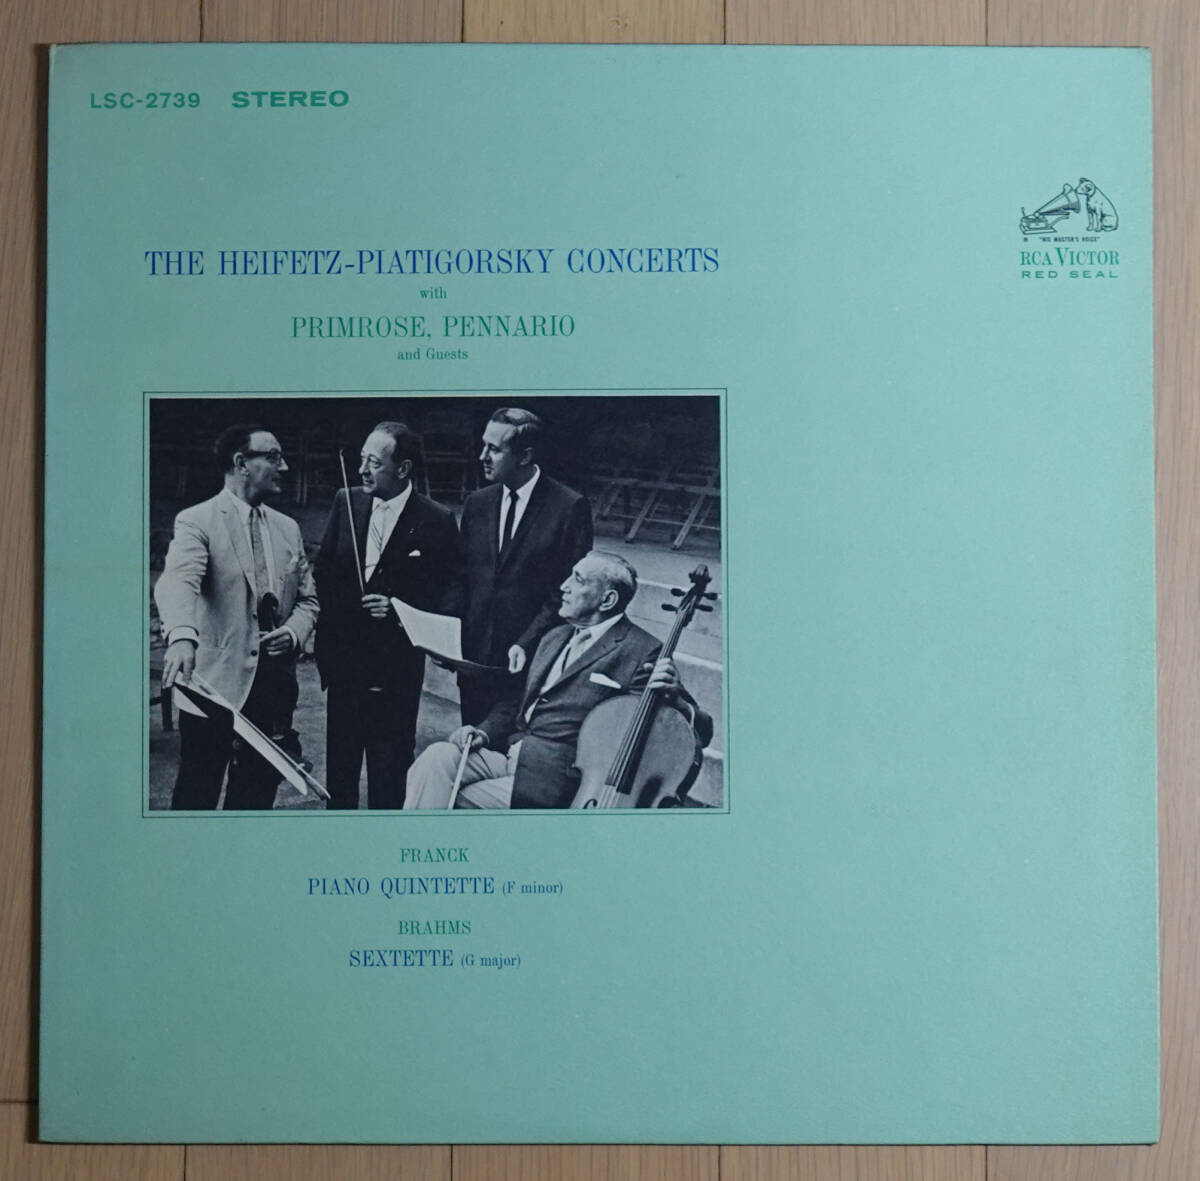 LSC-2739 STEREO
"HIS MASTER'S VOICE"
RCA VICTOR
RED SEAL
THE HEIFETZ-PIATIGORSKY CONCERTS
with
PRIMROSE, PENNARIO
and Guests
FRANCK
PIANO QUINTETTE (F minor)
BRAHMS
SEXTETTE (G major)